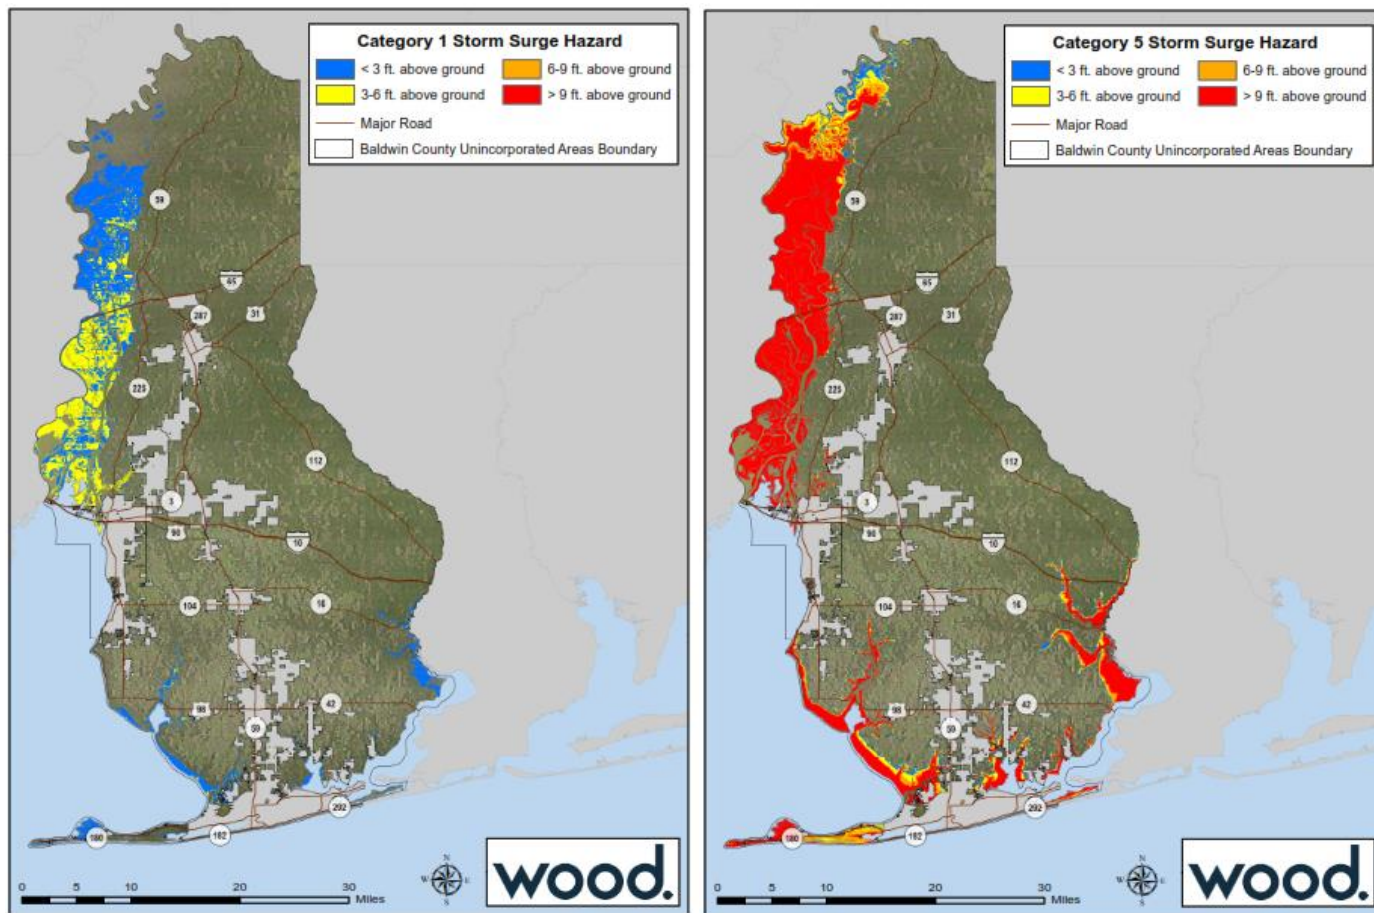 Category 1 Storm Surge Hazard
< 3 ft. above ground
6-9 ft. above ground
3-6 ft. above ground
> 9 ft. above ground
Major Road
Baldwin County Unincorporated Areas Boundary
59
65
287
31
225
112
3
90
10
104
16
98
42
59
292
180
182
N
E
S
W
wood.
0
10
20
30
Miles
Category 5 Storm Surge Hazard
< 3 ft. above ground
6-9 ft. above ground
3-6 ft. above ground
> 9 ft. above ground
Major Road
Baldwin County Unincorporated Areas Boundary
59
65
287
31
225
112
3
90
10
104
16
98
42
59
292
180
182
N
E
S
W
wood.
0
10
20
30
Miles